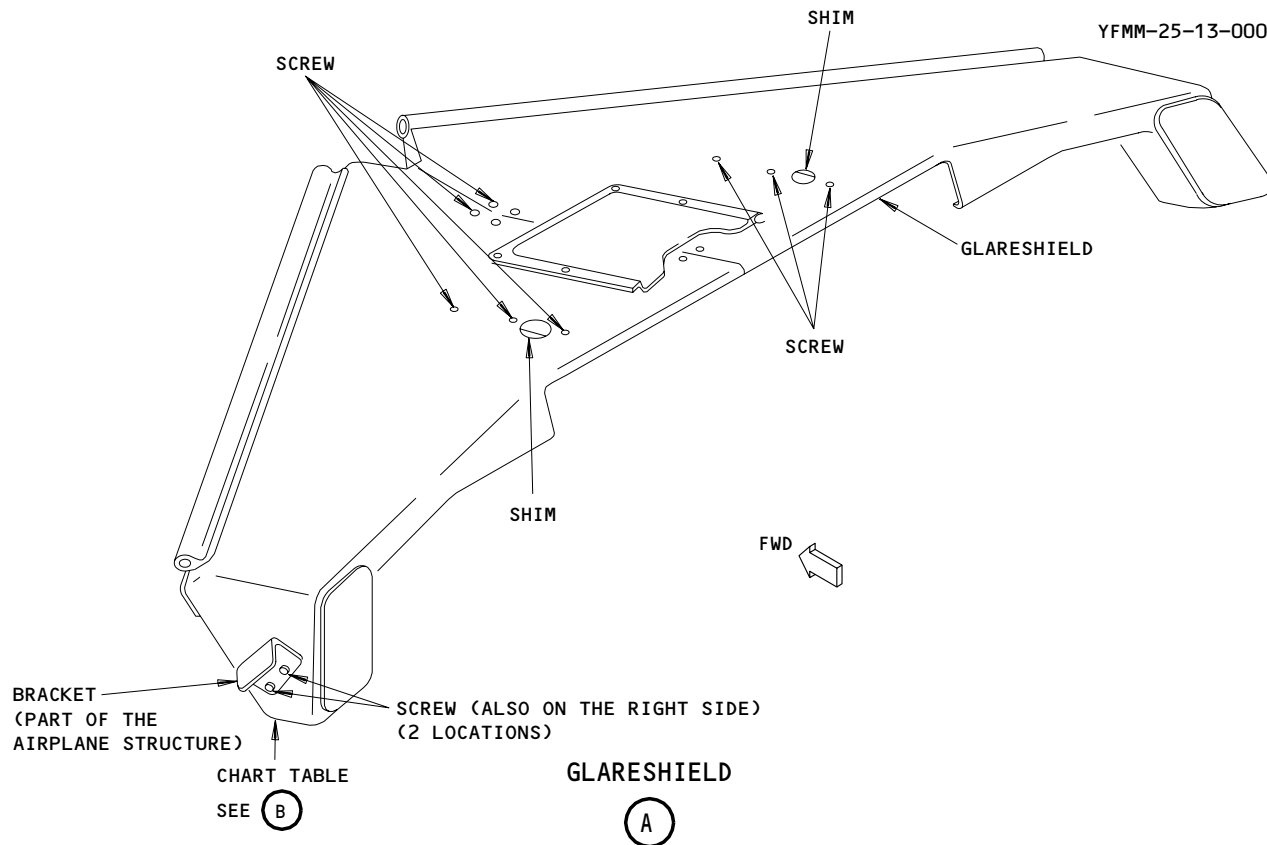 SHIM
YFMM-25-13-000
SCREW
GLARESHIELD
SCREW
SHIM
FWD
BRACKET
(PART OF THE
AIRPLANE STRUCTURE)
SCREW (ALSO ON THE RIGHT SIDE)
(2 LOCATIONS)
CHART TABLE
SEE B
GLARESHIELD
A